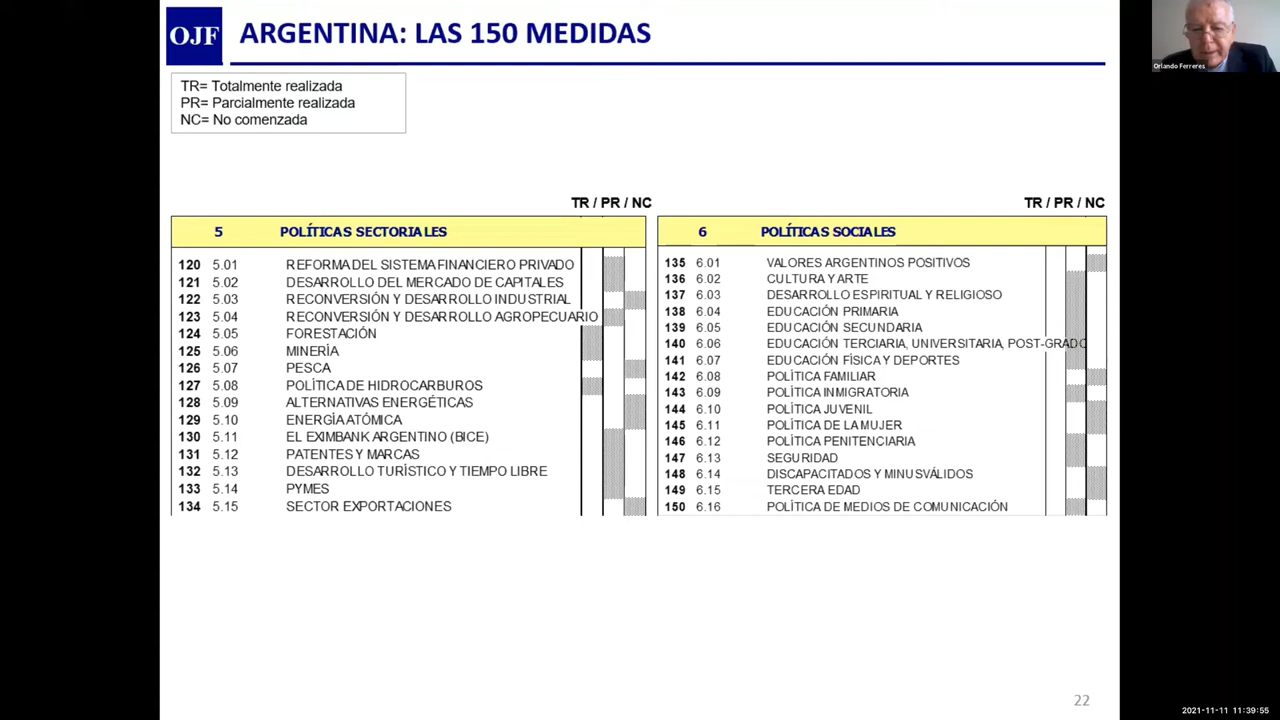 OJF
ARGENTINA: LAS 150 MEDIDAS
Orlando Ferreres
TR= Totalmente realizada
PR= Parcialmente realizada
NC= No comenzada
TR / PR / NC
5 POLÍTICAS SECTORIALES
120 5.01 REFORMA DEL SISTEMA FINANCIERO PRIVADO
121 5.02 DESARROLLO DEL MERCADO DE CAPITALES
122 5.03 RECONVERSIÓN Y DESARROLLO INDUSTRIAL
123 5.04 RECONVERSIÓN Y DESARROLLO AGROPECUARIO
124 5.05 FORESTACIÓN
125 5.06 MINERÍA
126 5.07 PESCA
127 5.08 POLÍTICA DE HIDROCARBUROS
128 5.09 ALTERNATIVAS ENERGÉTICAS
129 5.10 ENERGÍA ATÓMICA
130 5.11 EL EXIMBANK ARGENTINO (BICE)
131 5.12 PATENTES Y MARCAS
132 5.13 DESARROLLO TURÍSTICO Y TIEMPO LIBRE
133 5.14 PYMES
134 5.15 SECTOR EXPORTACIONES
TR / PR / NC
6 POLÍTICAS SOCIALES
135 6.01 VALORES ARGENTINOS POSITIVOS
136 6.02 CULTURA Y ARTE
137 6.03 DESARROLLO ESPIRITUAL Y RELIGIOSO
138 6.04 EDUCACIÓN PRIMARIA
139 6.05 EDUCACIÓN SECUNDARIA
140 6.06 EDUCACIÓN TERCIARIA, UNIVERSITARIA, POST-GRADO
141 6.07 EDUCACIÓN FÍSICA Y DEPORTES
142 6.08 POLÍTICA FAMILIAR
143 6.09 POLÍTICA INMIGRATORIA
144 6.10 POLÍTICA JUVENIL
145 6.11 POLÍTICA DE LA MUJER
146 6.12 POLÍTICA PENITENCIARIA
147 6.13 SEGURIDAD
148 6.14 DISCAPACITADOS Y MINUSVÁLIDOS
149 6.15 TERCERA EDAD
150 6.16 POLÍTICA DE MEDIOS DE COMUNICACIÓN
22
2021-11-11 11:39:55